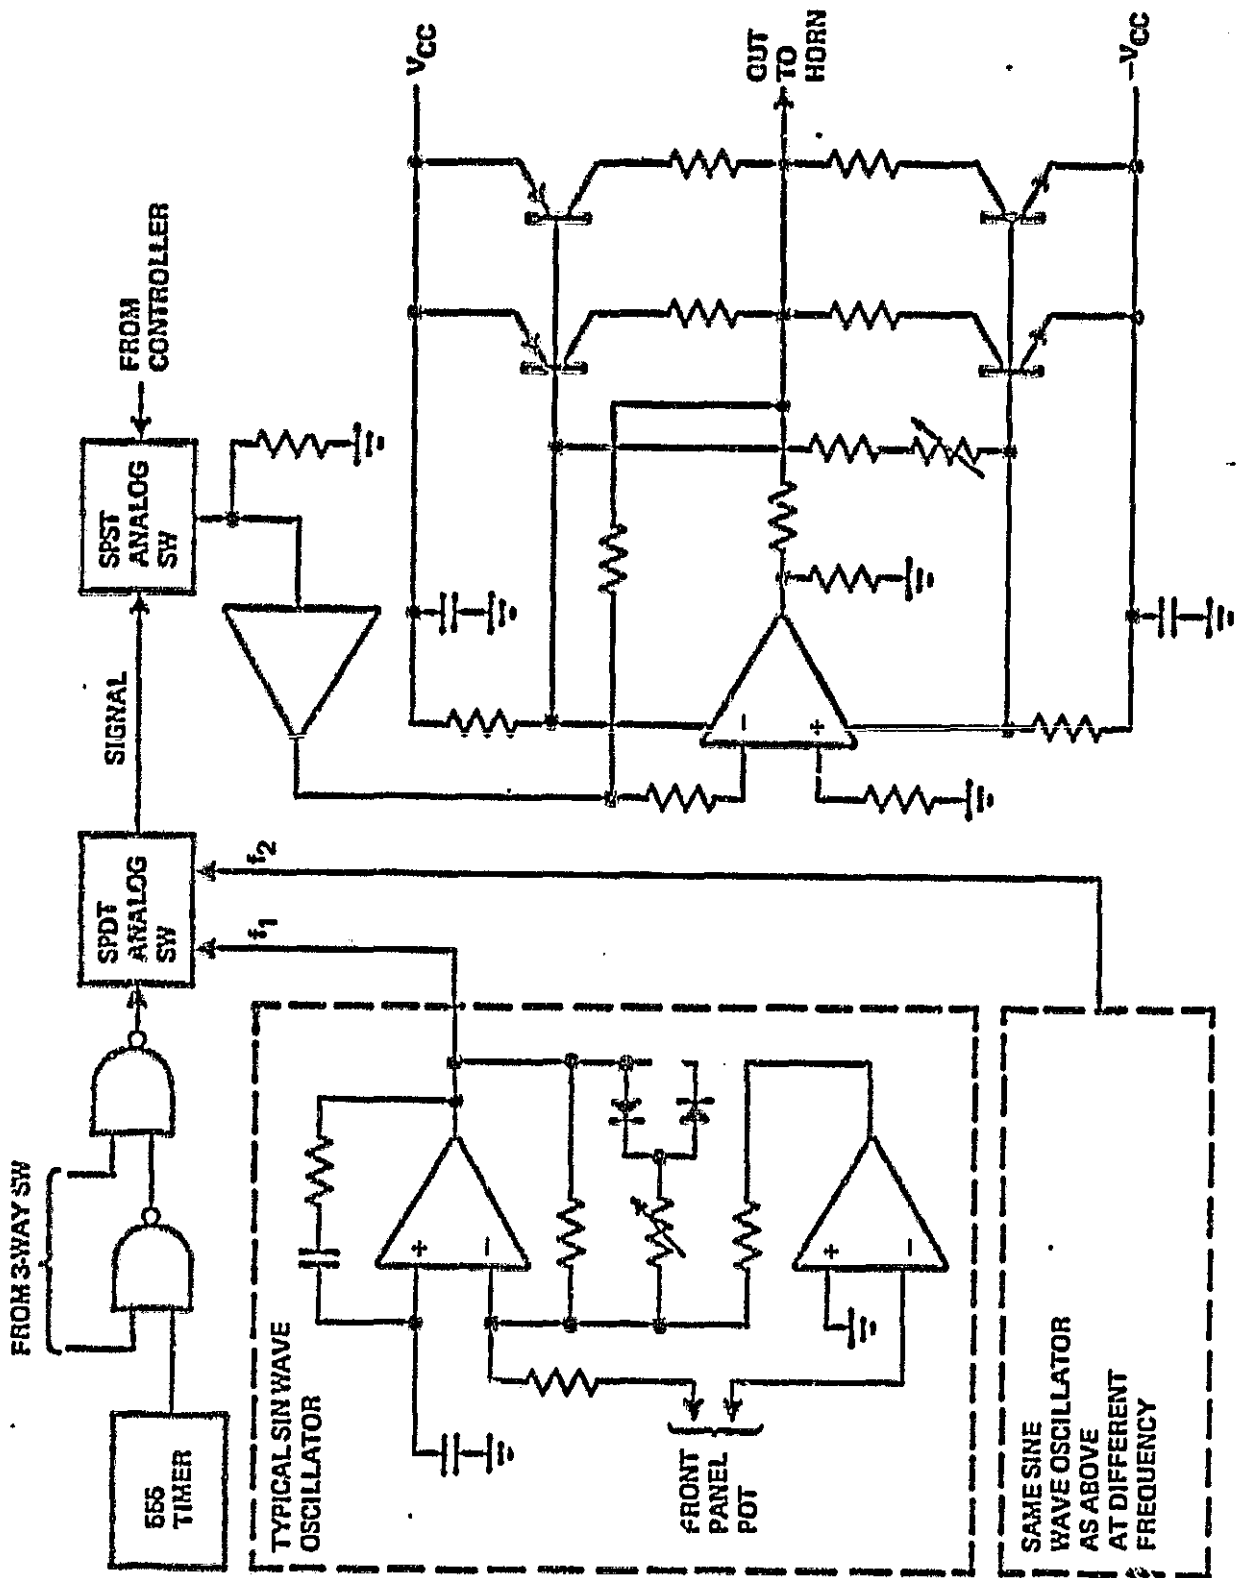 FROM 3-WAY SW
555
TIMER
SPDT
ANALOG
SW
SIGNAL
SPST
ANALOG
SW
FROM
CONTROLLER
f1
f2
TYPICAL SIN WAVE
OSCILLATOR
+
−
+
−
FRONT
PANEL
POT
SAME SINE
WAVE OSCILLATOR
AS ABOVE
AT DIFFERENT
FREQUENCY
−
+
VCC
OUT
TO
HORN
-VCC